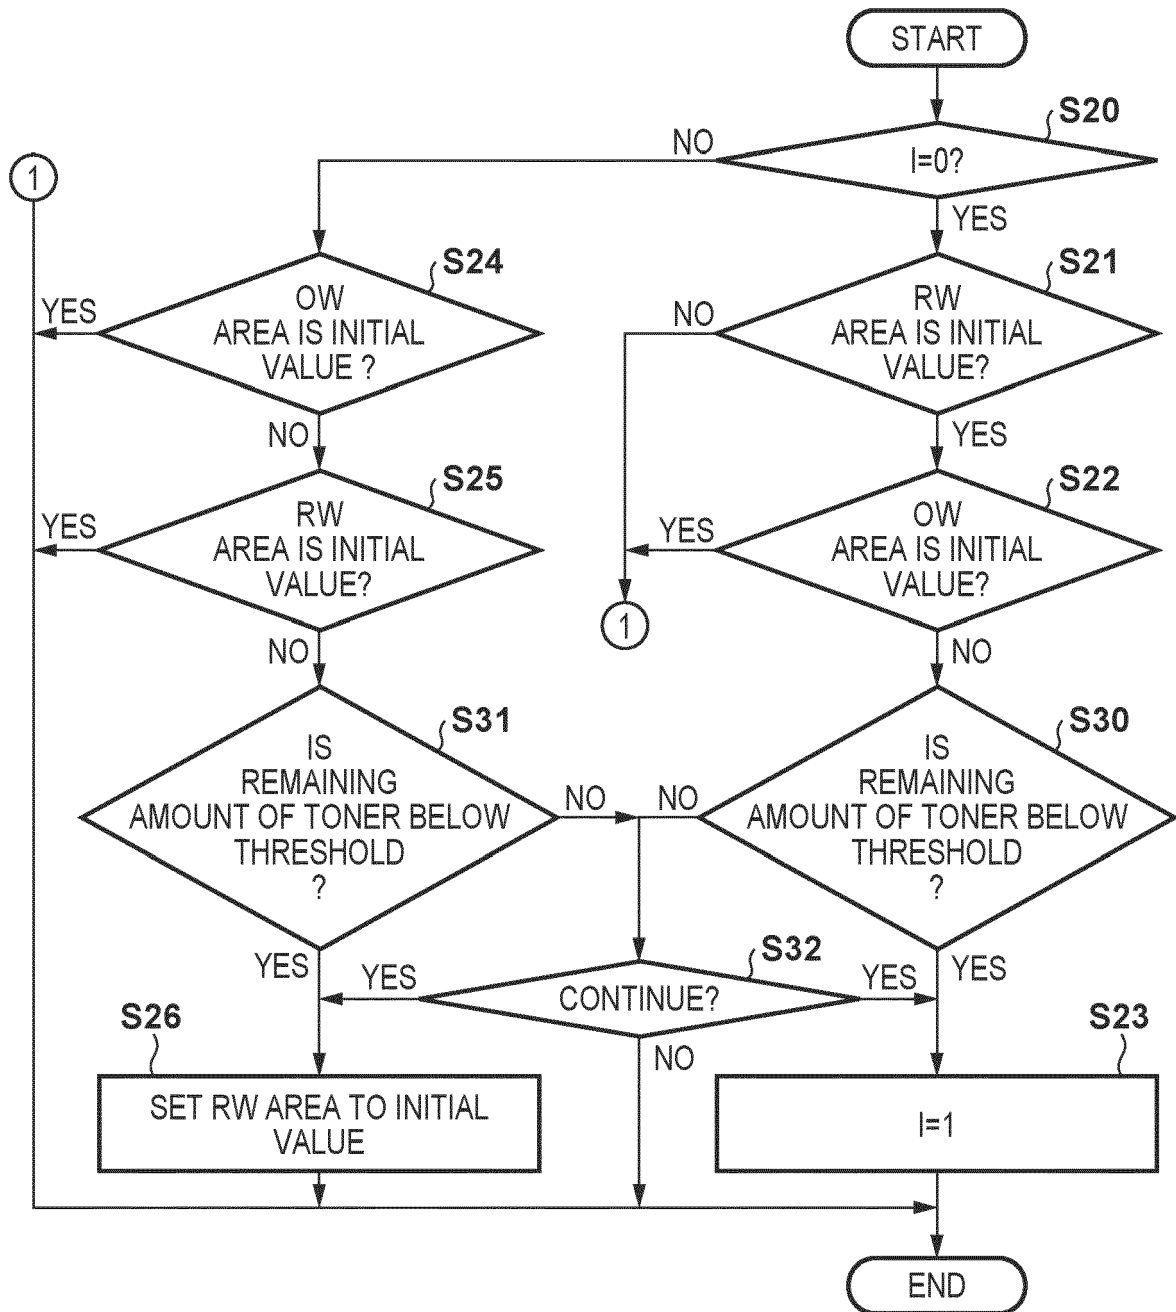 START
S20
NO
I=0?
1
YES
S24
S21
YES
OW
AREA IS INITIAL
VALUE ?
NO
RW
AREA IS INITIAL
VALUE?
NO
YES
S25
S22
YES
RW
AREA IS INITIAL
VALUE?
YES
OW
AREA IS INITIAL
VALUE?
1
NO
NO
S31
S30
IS
REMAINING
AMOUNT OF TONER BELOW
THRESHOLD
?
NO
NO
IS
REMAINING
AMOUNT OF TONER BELOW
THRESHOLD
?
YES
YES
S32
CONTINUE?
YES
YES
NO
S26
S23
SET RW AREA TO INITIAL
VALUE
I=1
END